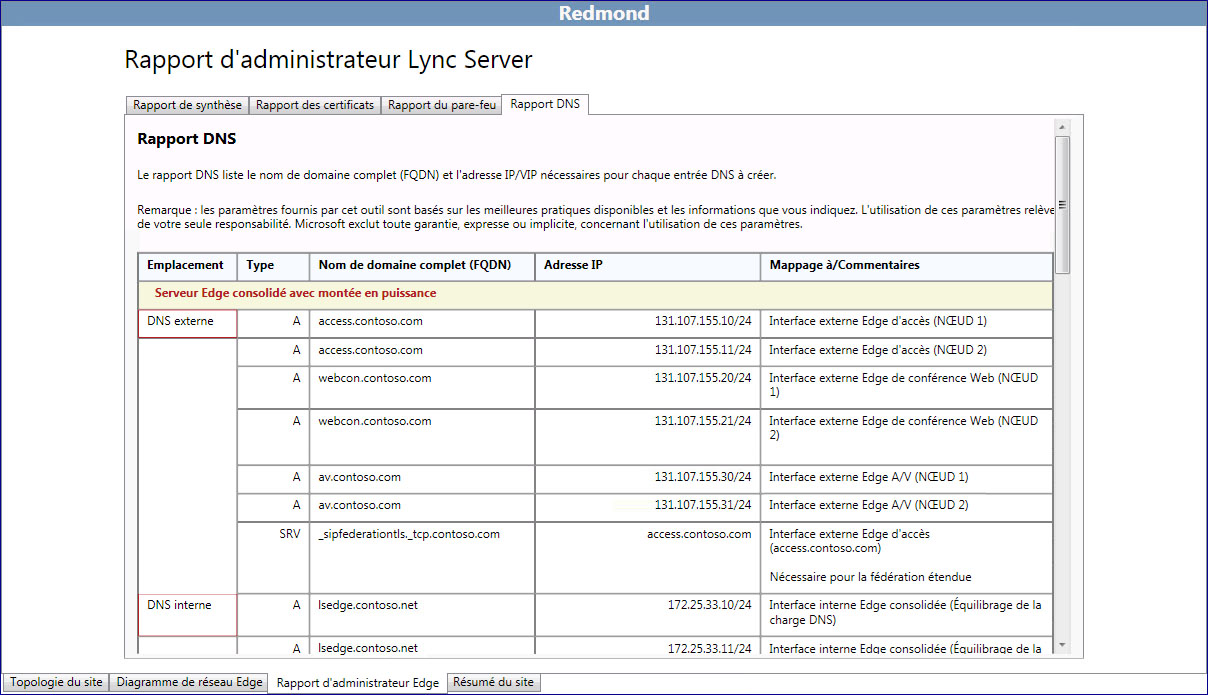 Redmond
Rapport d'administrateur Lync Server
Rapport de synthèse Rapport des certificats Rapport du pare-feu Rapport DNS
Rapport DNS
Le rapport DNS liste le nom de domaine complet (FQDN) et l'adresse IP/VIP nécessaires pour chaque entrée DNS à créer.
Remarque : les paramètres fournis par cet outil sont basés sur les meilleures pratiques disponibles et les informations que vous indiquez. L'utilisation de ces paramètres relève
de votre seule responsabilité. Microsoft exclut toute garantie, expresse ou implicite, concernant l'utilisation de ces paramètres.
Emplacement Type Nom de domaine complet (FQDN) Adresse IP Mappage à/Commentaires
Serveur Edge consolidé avec montée en puissance
DNS externe A access.contoso.com 131.107.155.10/24 Interface externe Edge d'accès (NŒUD 1)
A access.contoso.com 131.107.155.11/24 Interface externe Edge d'accès (NŒUD 2)
A webcon.contoso.com 131.107.155.20/24 Interface externe Edge de conférence Web (NŒUD
1)
A webcon.contoso.com 131.107.155.21/24 Interface externe Edge de conférence Web (NŒUD
2)
A av.contoso.com 131.107.155.30/24 Interface externe Edge A/V (NŒUD 1)
A av.contoso.com 131.107.155.31/24 Interface externe Edge A/V (NŒUD 2)
SRV _sipfederationtls._tcp.contoso.com access.contoso.com Interface externe Edge d'accès
(access.contoso.com)
Nécessaire pour la fédération étendue
DNS interne A lsedge.contoso.net 172.25.33.10/24 Interface interne Edge consolidée (Équilibrage de la
charge DNS)
A lsedge.contoso.net 172.25.33.11/24 Interface interne Edge consolidée (Équilibrage de la
Topologie du site Diagramme de réseau Edge Rapport d'administrateur Edge Résumé du site